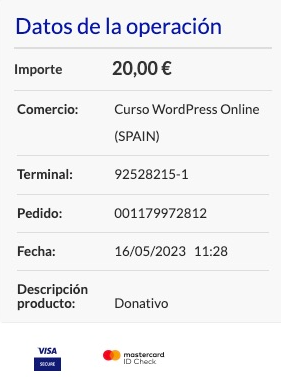 Datos de la operación
Importe 20,00 €
Comercio: Curso WordPress Online
(SPAIN)
Terminal: 92528215-1
Pedido: 001179972812
Fecha: 16/05/2023 11:28
Descripción
producto: Donativo
VISA
SECURE
mastercard
ID Check